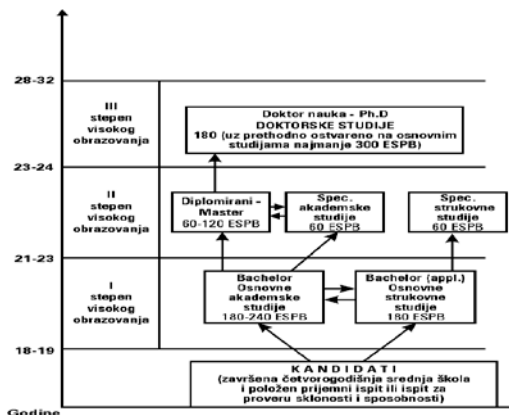 28-32
III
stepen
visokog
obrazovanja
Doktor nauka - Ph.D
DOKTORSKE STUDIJE
180 (uz prethodno ostvareno na osnovnim
studijama najmanje 300 ESPB)
23-24
II
stepen
visokog
obrazovanja
Diplomirani -
Master
60-120 ESPB
Spec.
akademske
studije
60 ESPB
Spec.
strukovne
studije
60 ESPB
21-23
I
stepen
visokog
obrazovanja
Bachelor
Osnovne
akademske
studije
180-240 ESPB
Bachelor (appl.)
Osnovne
strukovne
studije
180 ESPB
18-19
KANDIDATI
(završena četvorogodišnja srednja škola
i položen prijemni ispit ili ispit za
proveru sklonosti i sposobnosti)
Godine